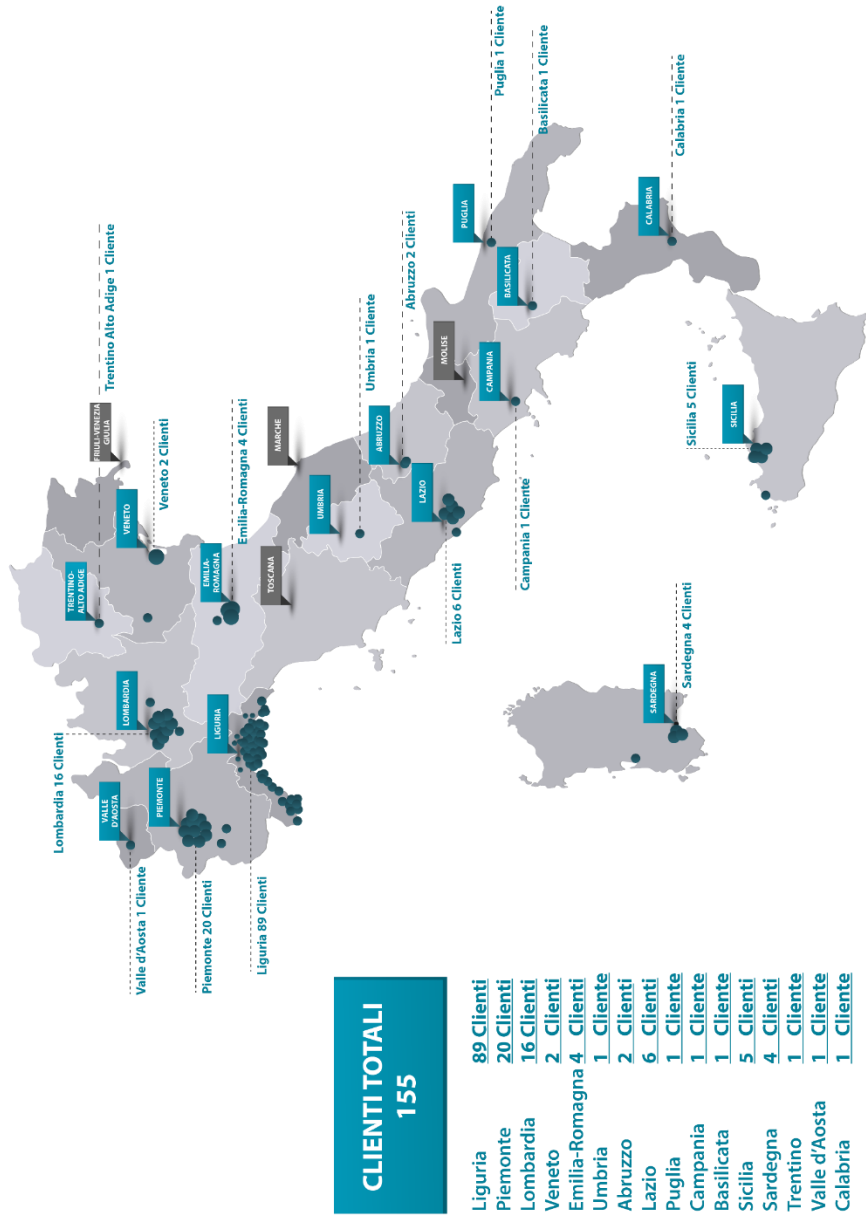 Trentino Alto Adige 1 Cliente
FRIULI-VENEZIA
GIULIA
Veneto 2 Clienti
VENETO
TRENTINO-
ALTO ADIGE
Lombardia 16 Clienti
LOMBARDIA
VALLE
D'AOSTA
Valle d'Aosta 1 Cliente
PIEMONTE
Piemonte 20 Clienti
LIGURIA
Liguria 89 Clienti
EMILIA-
ROMAGNA
Emilia-Romagna 4 Clienti
TOSCANA
MARCHE
UMBRIA
Umbria 1 Cliente
ABRUZZO
Abruzzo 2 Clienti
LAZIO
Lazio 6 Clienti
MOLISE
CAMPANIA
Campania 1 Cliente
PUGLIA
Puglia 1 Cliente
BASILICATA
Basilicata 1 Cliente
CALABRIA
Calabria 1 Cliente
SICILIA
Sicilia 5 Clienti
SARDEGNA
Sardegna 4 Clienti
CLIENTI TOTALI
155
Liguria 89 Clienti
Piemonte 20 Clienti
Lombardia 16 Clienti
Veneto 2 Clienti
Emilia-Romagna 4 Clienti
Umbria 1 Cliente
Abruzzo 2 Clienti
Lazio 6 Clienti
Puglia 1 Cliente
Campania 1 Cliente
Basilicata 1 Cliente
Sicilia 5 Clienti
Sardegna 4 Clienti
Trentino 1 Cliente
Valle d'Aosta 1 Cliente
Calabria 1 Cliente